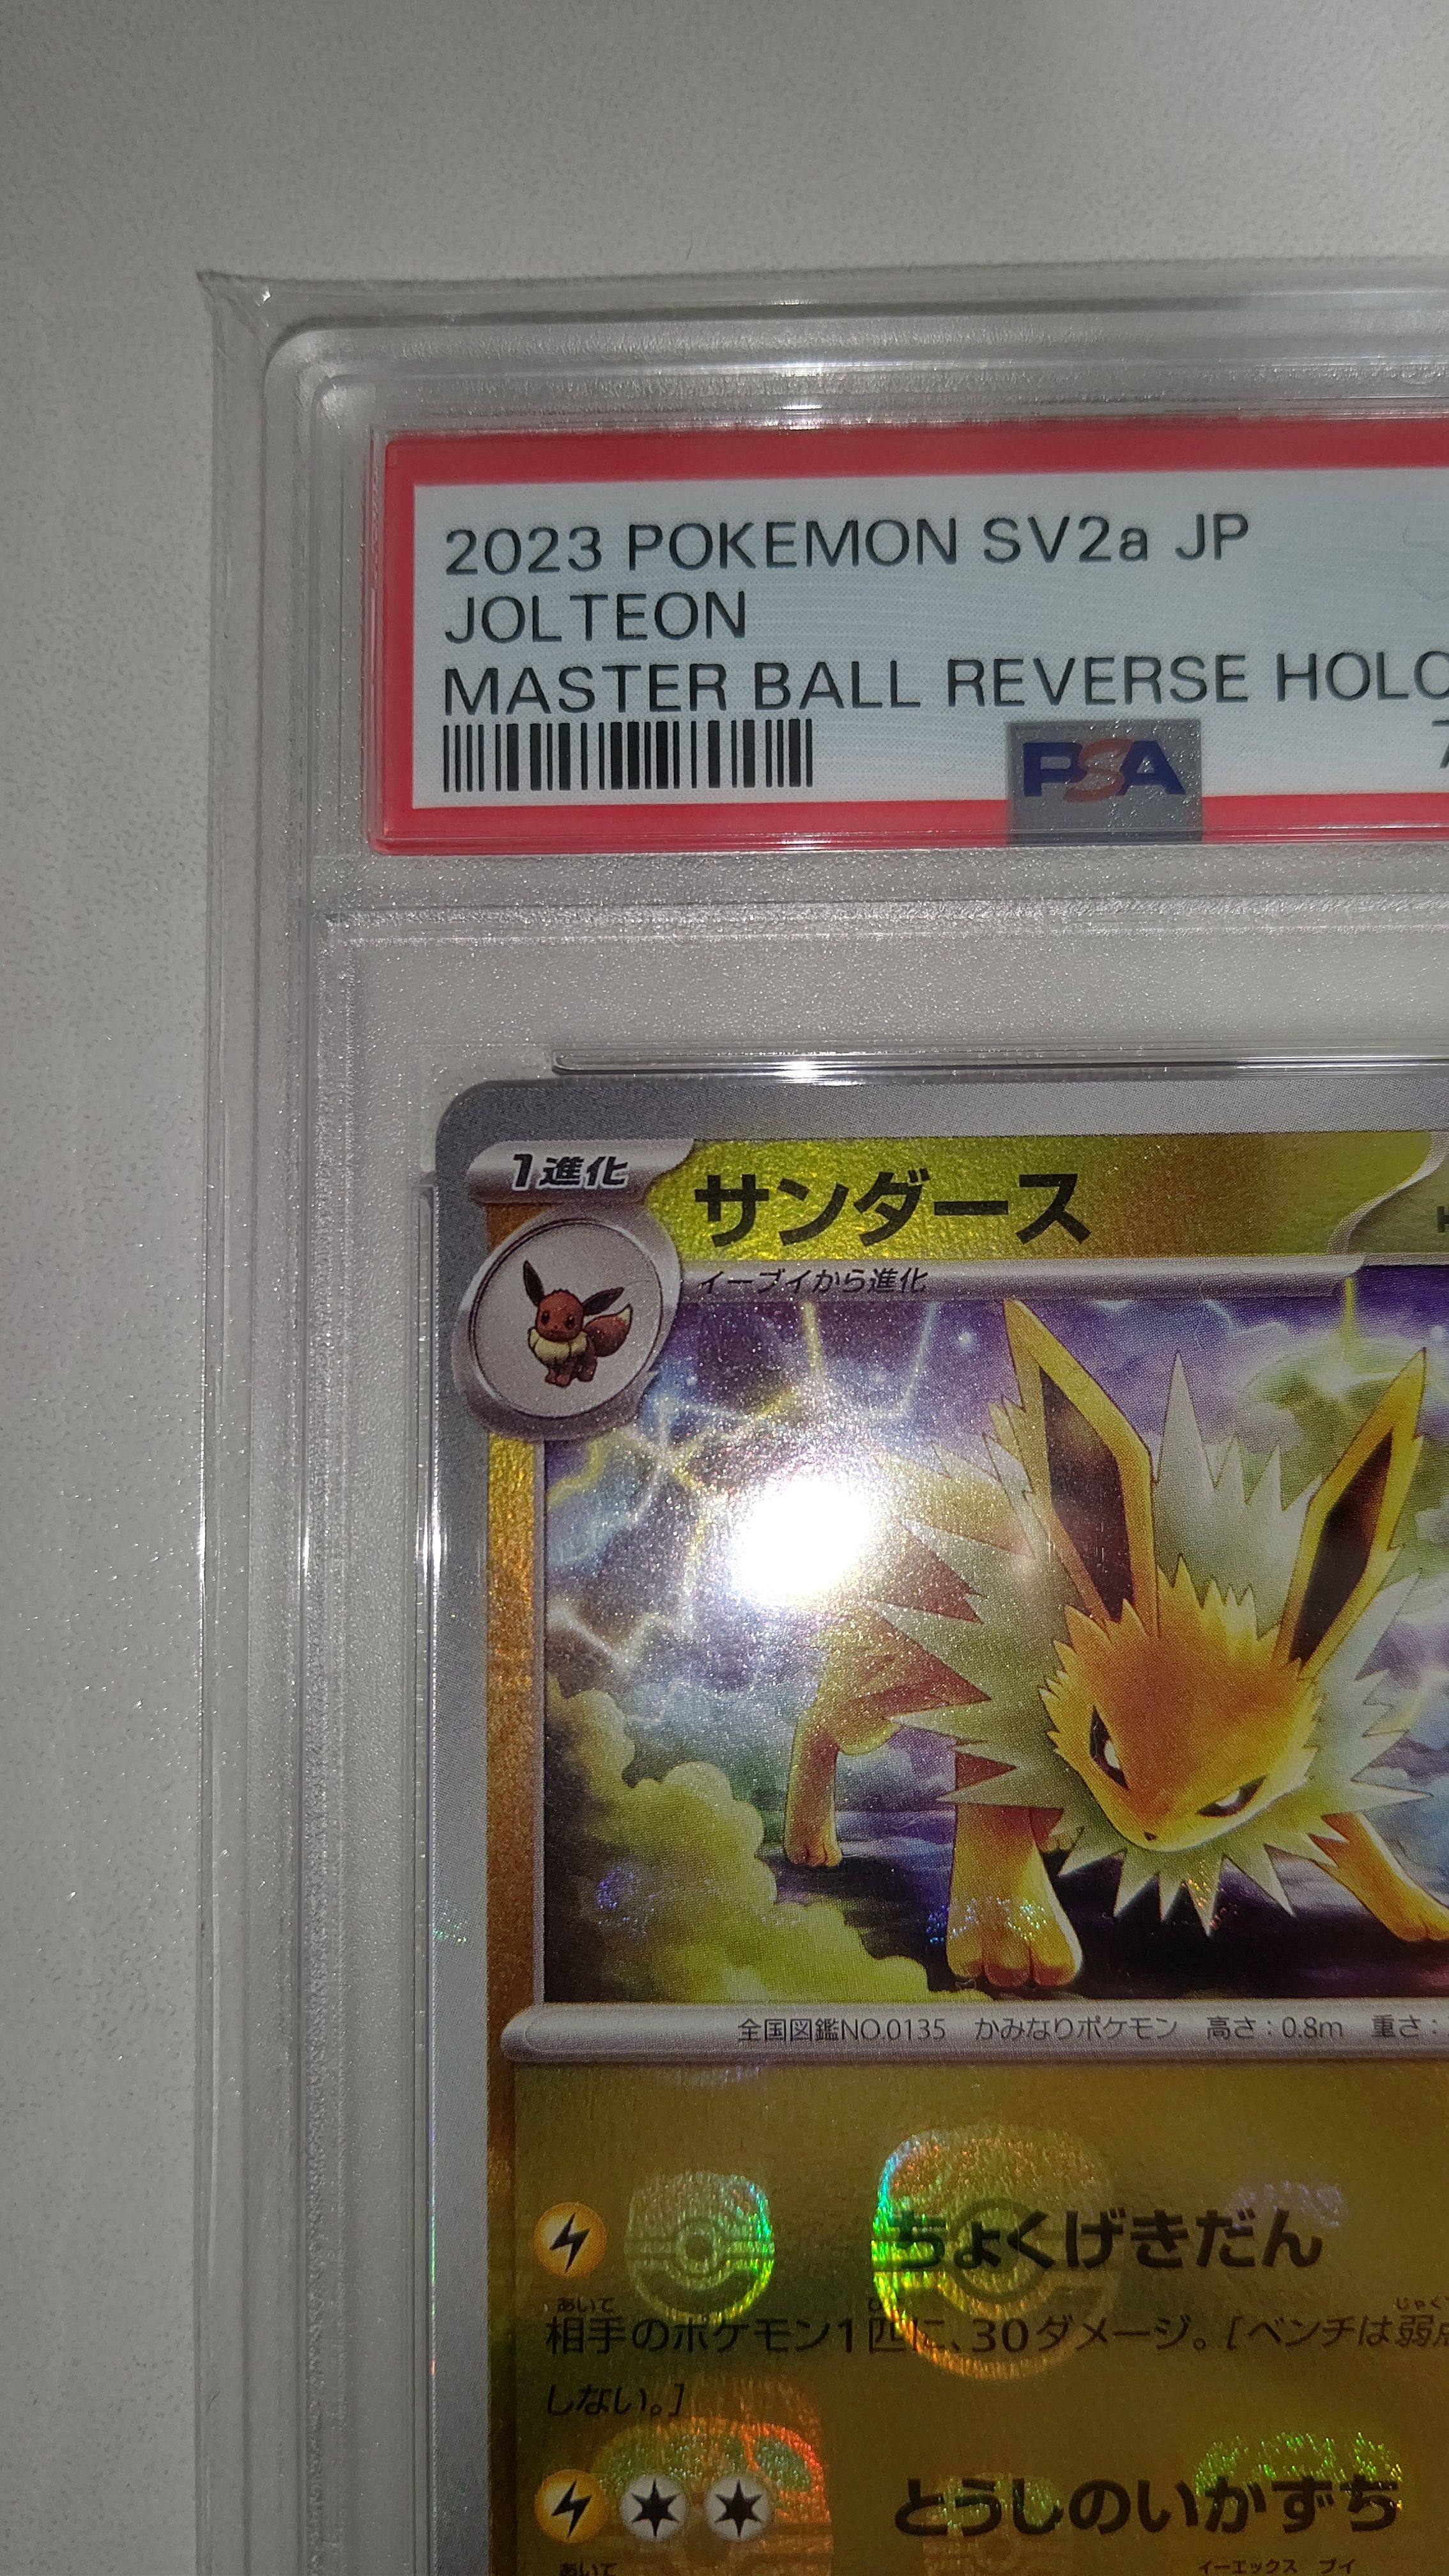 2023 POKEMON SV2a JP
JOLTEON
MASTER BALL REVERSE HOLO
PSA
1進化
サンダース
イーブイから進化
全国図鑑NO.0135 かみなりポケモン 高さ:0.8m 重さ:
ちょくげきだん
あいて
相手のポケモン1匹に、30ダメージ。[ベンチは弱点
しない。]
とうしのいかずち
あいて イーエックス ブイ